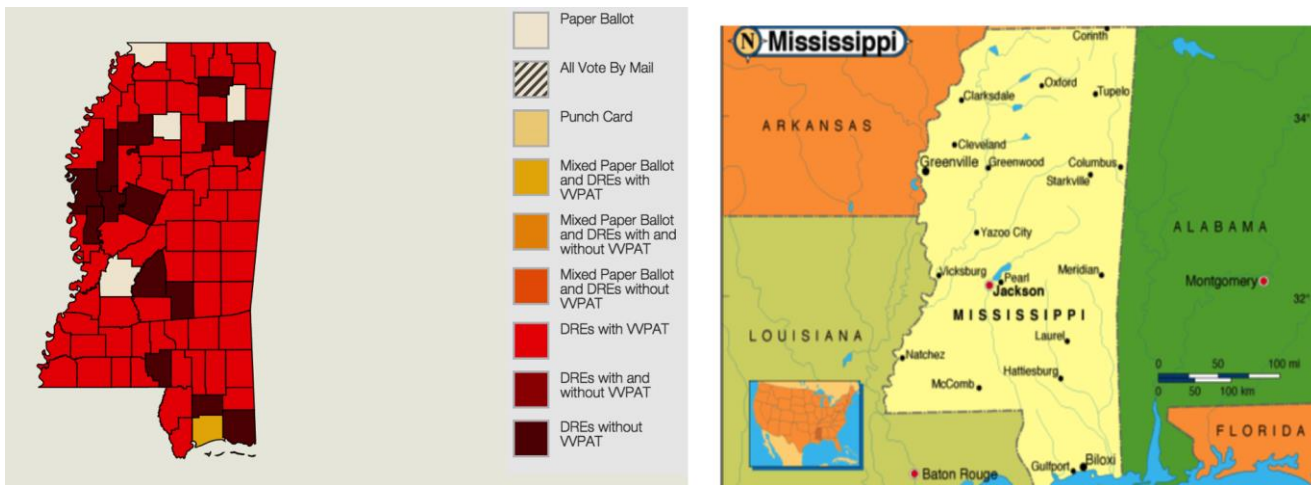 Paper Ballot
All Vote By Mail
Punch Card
Mixed Paper Ballot
and DREs with
VVPAT
Mixed Paper Ballot
and DREs with and
without VVPAT
Mixed Paper Ballot
and DREs without
VVPAT
DREs with VVPAT
DREs with and
without VVPAT
DREs without
VVPAT
N Mississippi
Corinth
Oxford
Clarksdale
Tupelo
ARKANSAS
34°
Cleveland
Greenville
Greenwood
Columbus
Starkville
ALABAMA
Yazoo City
Vicksburg
Pearl
Meridian
Montgomery
Jackson
32°
MISSISSIPPI
LOUISIANA
Laurel
Natchez
Hattiesburg
McComb
0 50 100 mi
0 50 100 km
FLORIDA
Gulfport
Biloxi
Baton Rouge